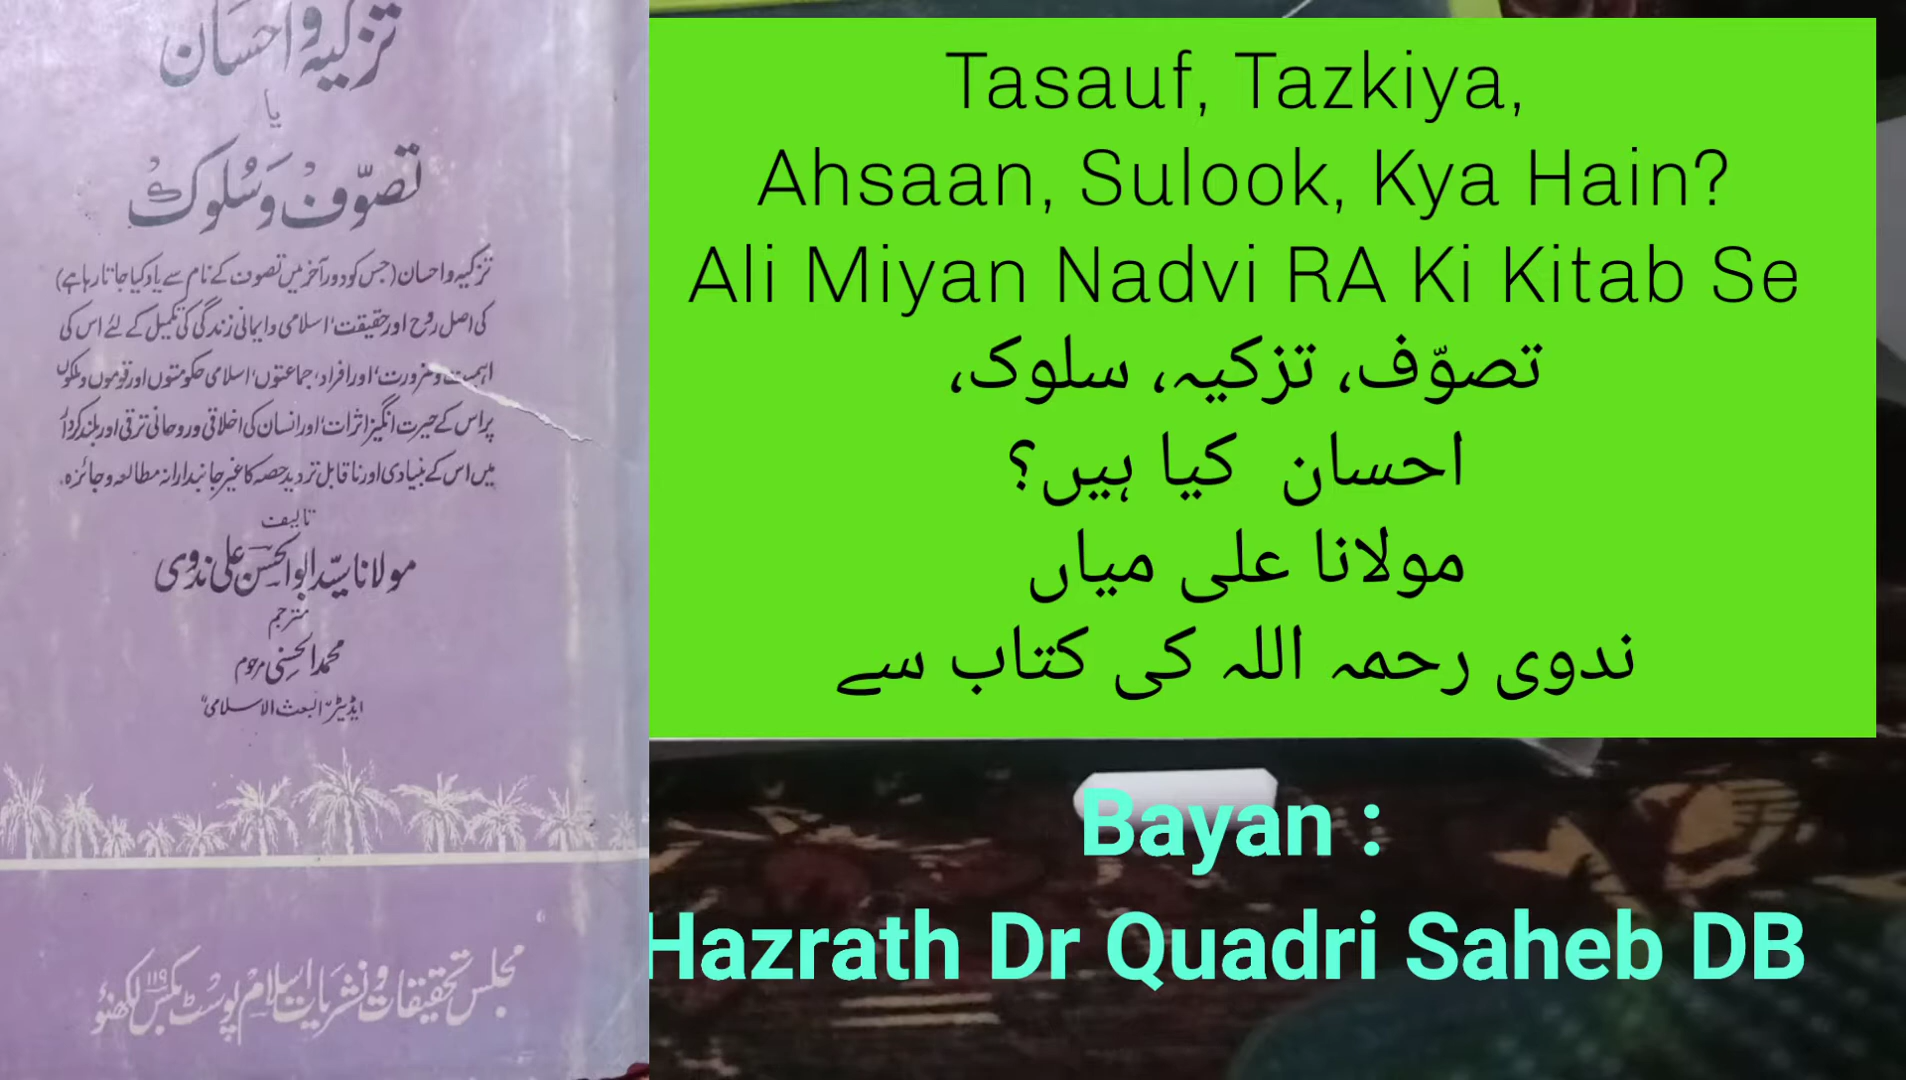 تزکیہ و احسان
یا
تصوّف و سلوک
تزکیہ و احسان (جس کو دور آخر میں تصوف کے نام سے یاد کیا جاتا رہا ہے)
کی اصل روح اور حقیقت، اسلامی و ایمانی زندگی کی تکمیل کے لئے اس کی
اہمیت و ضرورت، اور افراد، جماعتوں، اسلامی حکومتوں اور قوموں و ملکوں
پر اس کے حیرت انگیز اثرات، اور انسان کی اخلاقی و روحانی ترقی اور بلند کردار
میں اس کے بنیادی اور ناقابل تردید حصہ کا غیر جانبدارانہ مطالعہ و جائزہ۔
تالیف
مولانا سیّد ابو الحسن علی ندوی
مترجم
محمد الحسنی مرحوم
ایڈیٹر "البعث الاسلامی"
مجلس تحقیقات و نشریات اسلام پوسٹ بکس ۱۱۹ لکھنؤ
Tasauf, Tazkiya,
Ahsaan, Sulook, Kya Hain?
Ali Miyan Nadvi RA Ki Kitab Se
تصوّف، تزکیہ، سلوک،
احسان کیا ہیں؟
مولانا علی میاں
ندوی رحمہ اللہ کی کتاب سے
Bayan :
Hazrath Dr Quadri Saheb DB